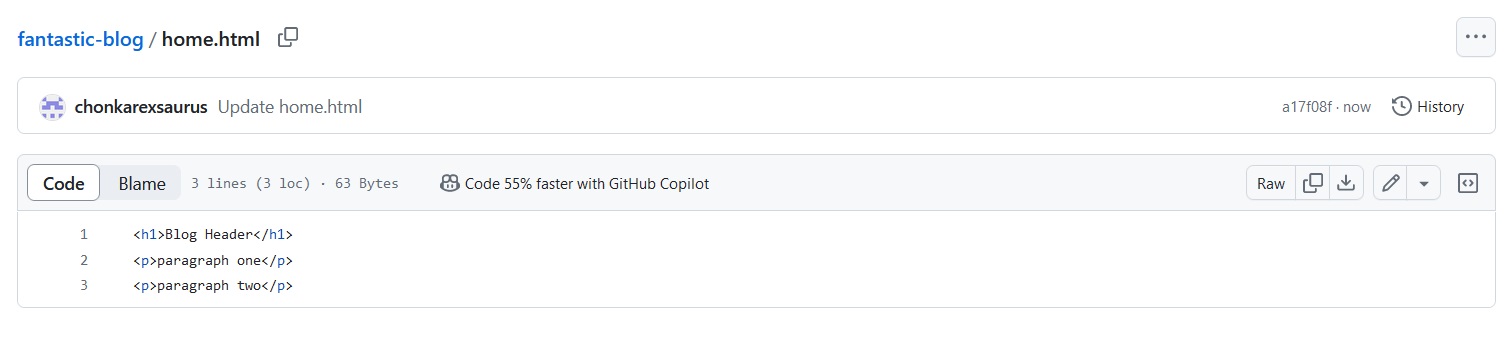 fantastic-blog / home.html
chonkarexsaurus Update home.html a17f08f · now History
Code Blame 3 lines (3 loc) · 63 Bytes Code 55% faster with GitHub Copilot Raw
1 <h1>Blog Header</h1>
2 <p>paragraph one</p>
3 <p>paragraph two</p>